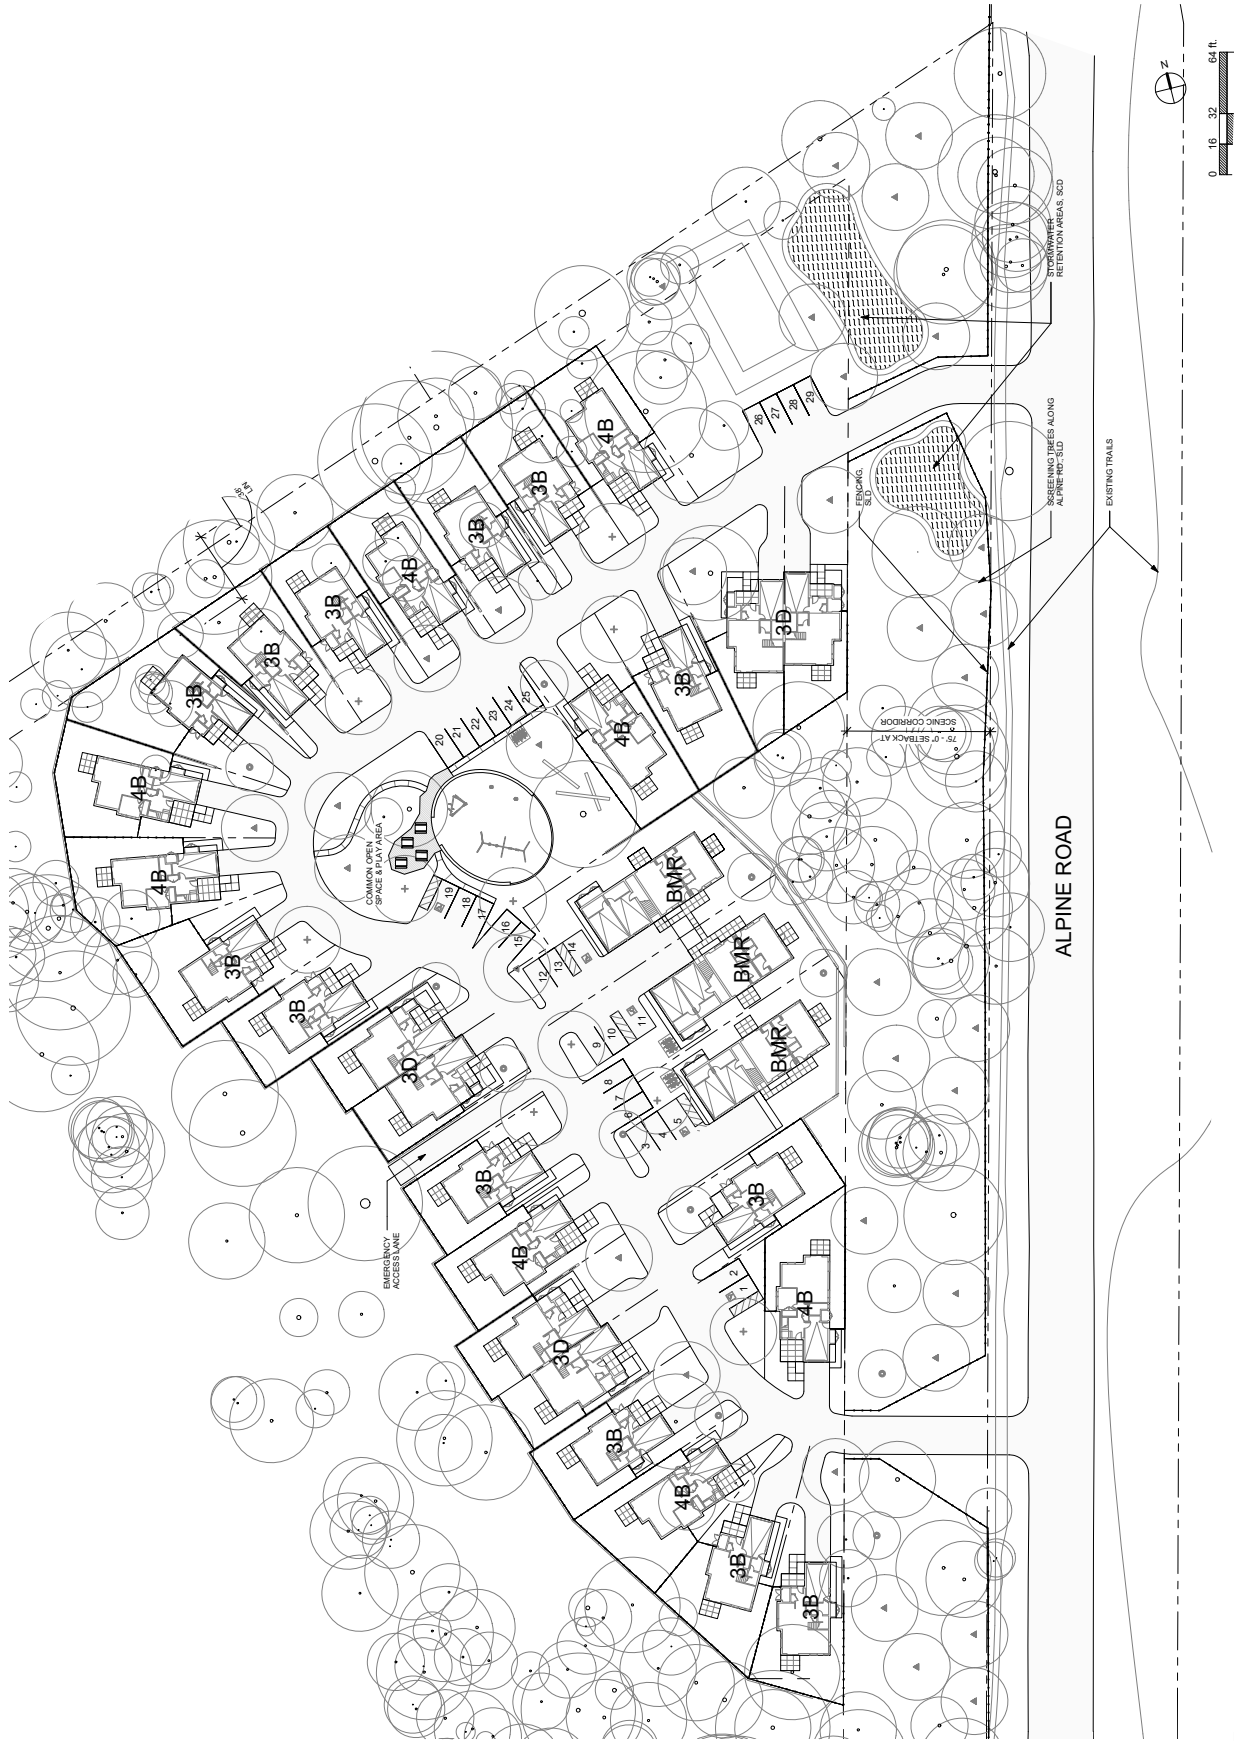 N
0 16 32 64 ft.
STORMWATER
RETENTION AREAS, SCD
SCREENING TREES ALONG
ALPINE RD., SLD
EXISTING TRAILS
FENCING,
SLD
75' - 0" SETBACK AT
SCENIC CORRIDOR
ALPINE ROAD
COMMON OPEN
SPACE & PLAY AREA
EMERGENCY
ACCESS LANE
38'
4B
3B
3B
4B
3B
3B
3B
4B
4B
3B
3B
3D
3B
4B
3D
3B
4B
3B
3B
4B
3B
BMR
BMR
BMR
4B
3B
3D
1
2
3
4
5
6
7
8
9
10
11
12
13
14
15
16
17
18
19
20
21
22
23
24
25
26
27
28
29